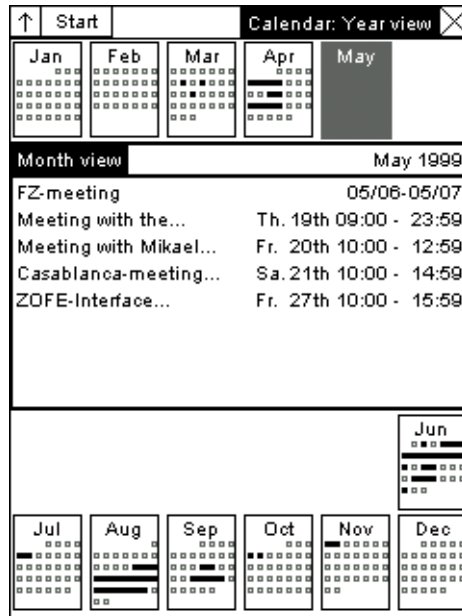 ↑ Start Calendar: Year view
Jan Feb Mar Apr May
Month view May 1999
FZ-meeting 05/06-05/07
Meeting with the... Th. 19th 09:00 - 23:59
Meeting with Mikael... Fr. 20th 10:00 - 12:59
Casablanca-meeting... Sa. 21th 10:00 - 14:59
ZOFE-Interface... Fr. 27th 10:00 - 15:59
Jun
Jul Aug Sep Oct Nov Dec